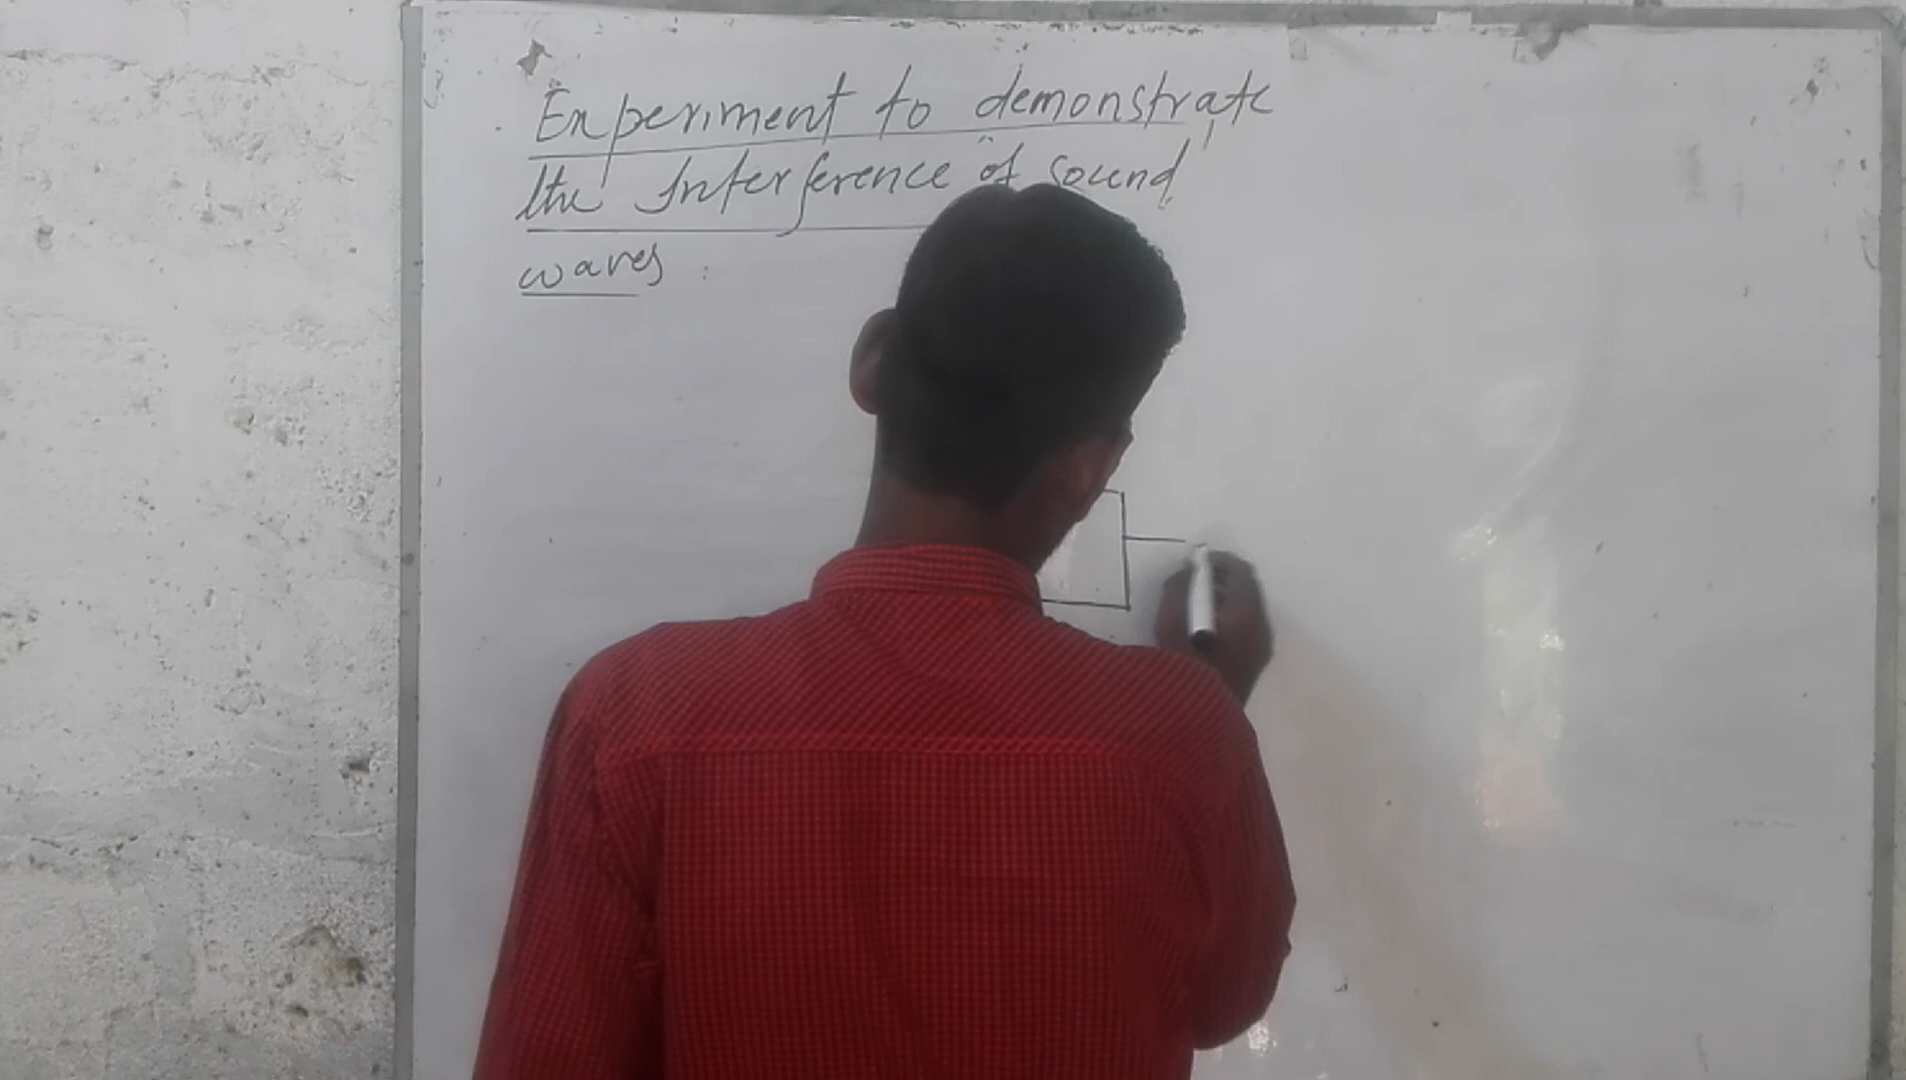 Experiment to demonstrate
the Interference of sound
waves :